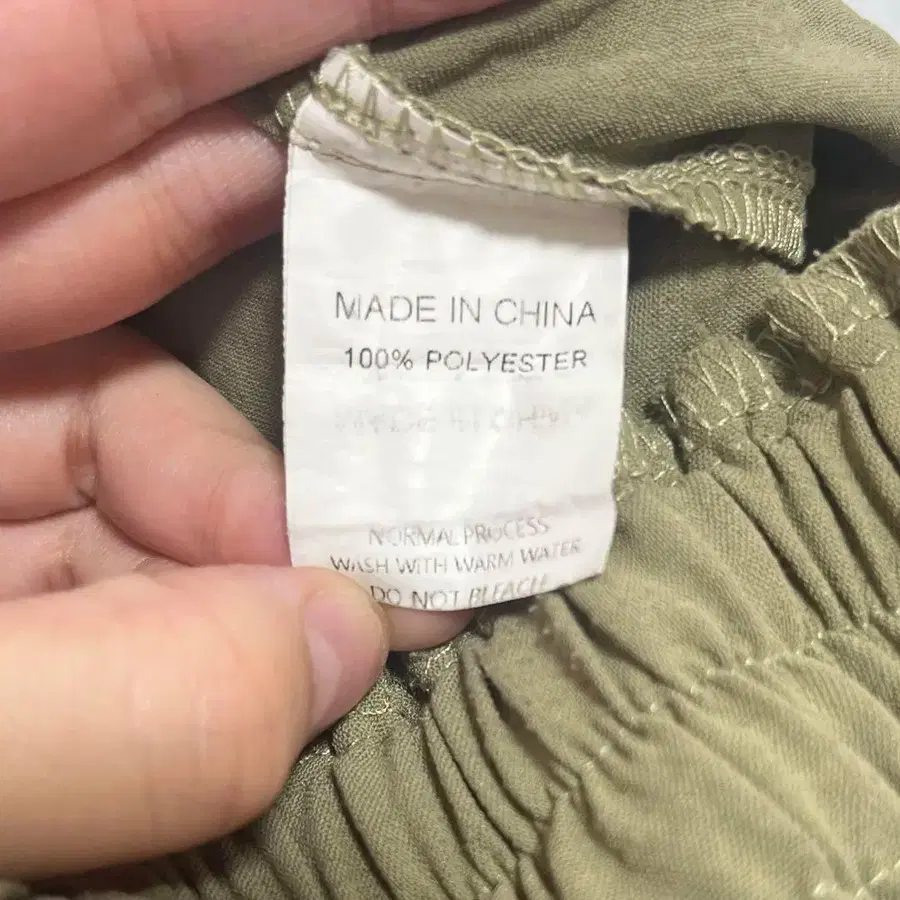 MADE IN CHINA
100% POLYESTER
NORMAL PROCESS
WASH WITH WARM WATER
DO NOT BLEACH